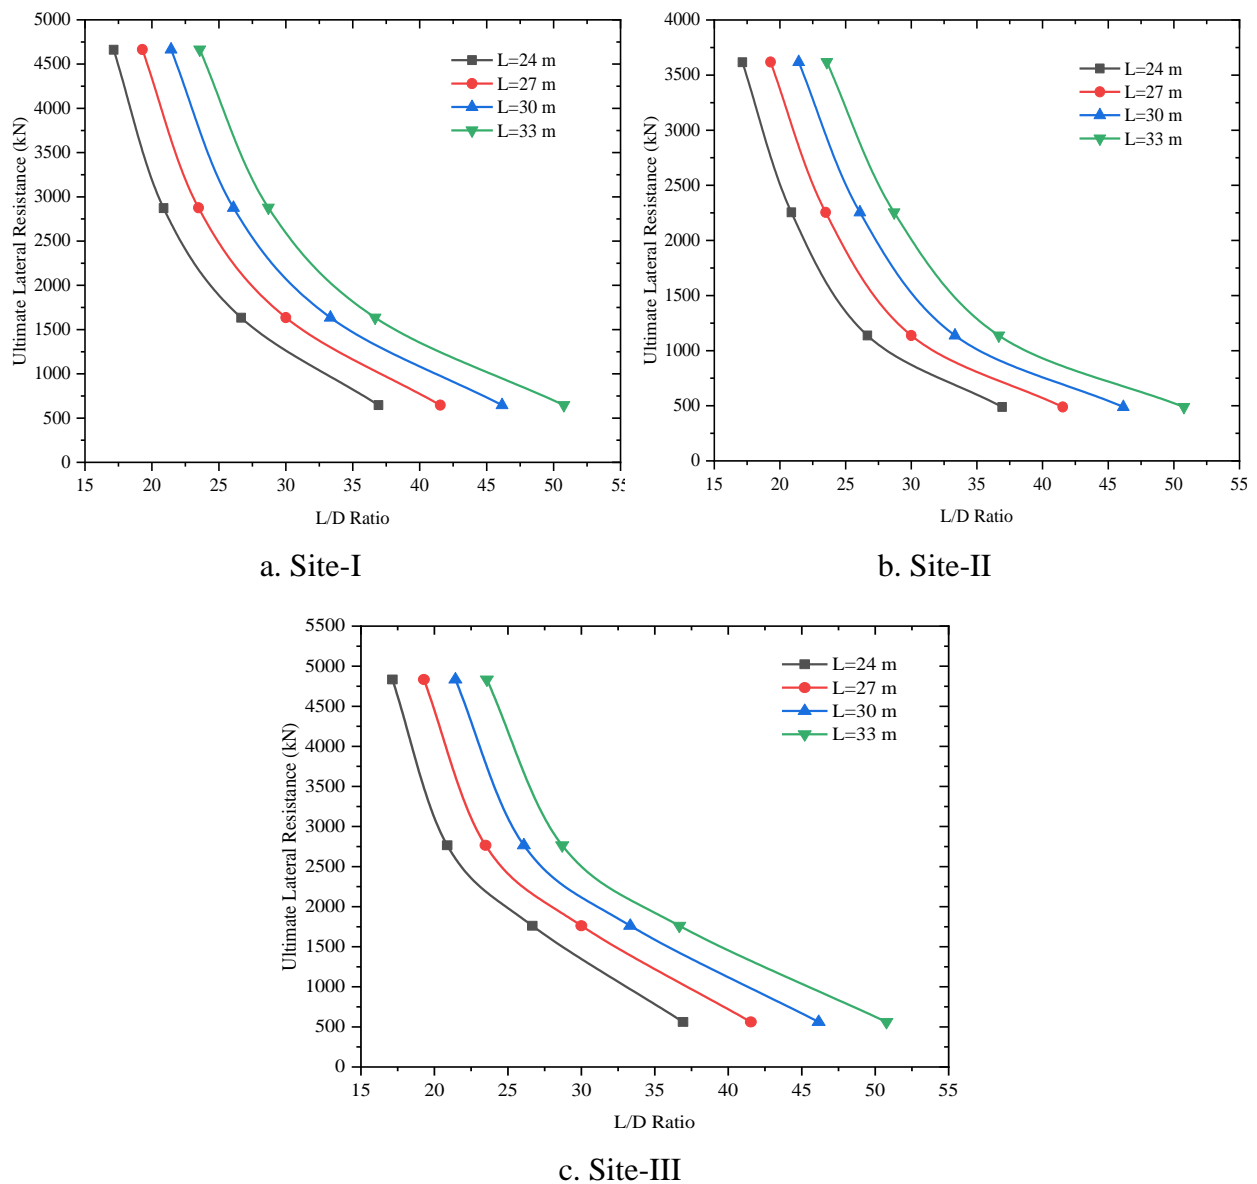 5000
4500
4000
3500
3000
2500
2000
1500
1000
500
0
Ultimate Lateral Resistance (kN)
L=24 m
L=27 m
L=30 m
L=33 m
15 20 25 30 35 40 45 50 55
L/D Ratio
a. Site-I
4000
3500
3000
2500
2000
1500
1000
500
0
Ultimate Lateral Resistance (kN)
L=24 m
L=27 m
L=30 m
L=33 m
15 20 25 30 35 40 45 50 55
L/D Ratio
b. Site-II
5500
5000
4500
4000
3500
3000
2500
2000
1500
1000
500
0
Ultimate Lateral Resistance (kN)
L=24 m
L=27 m
L=30 m
L=33 m
15 20 25 30 35 40 45 50 55
L/D Ratio
c. Site-III